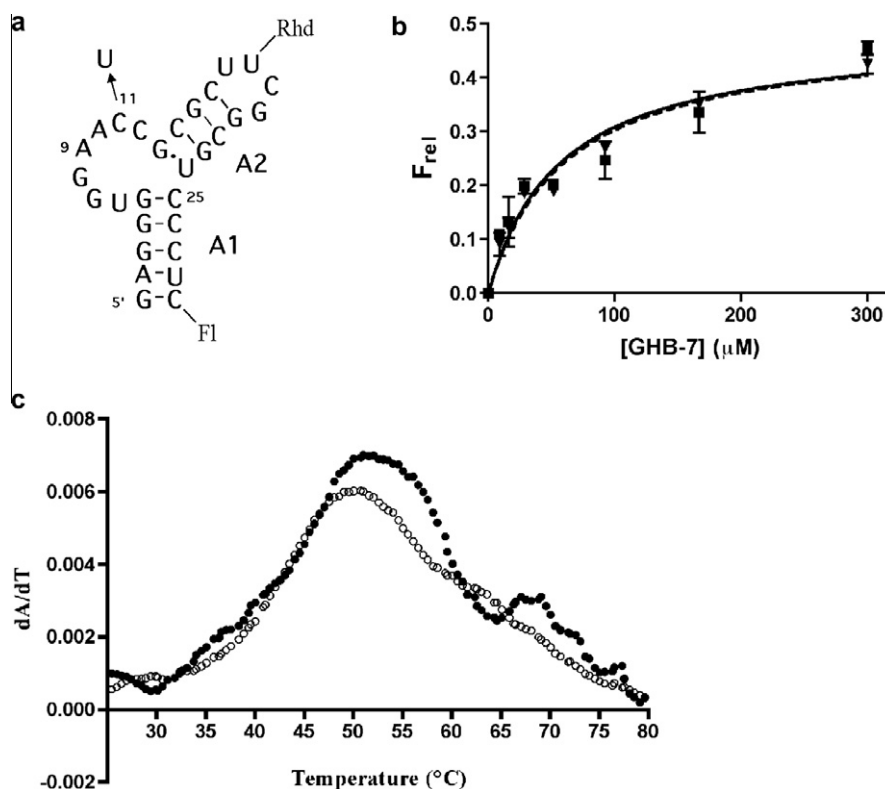 a
Rhd
U
U U
11
C
G C
C G
C G G
A C C C G
9 A G · G
U A2
G
G U G – C 25
G – C
G – C A1
A – U
5' G – C
Fl
b
0.5
0.4
0.3
0.2
0.1
0.0
F rel
0 100 200 300
[GHB-7] (μM)
c
0.008
0.006
0.004
0.002
0.000
-0.002
dA/dT
30 35 40 45 50 55 60 65 70 75 80
Temperature (°C)